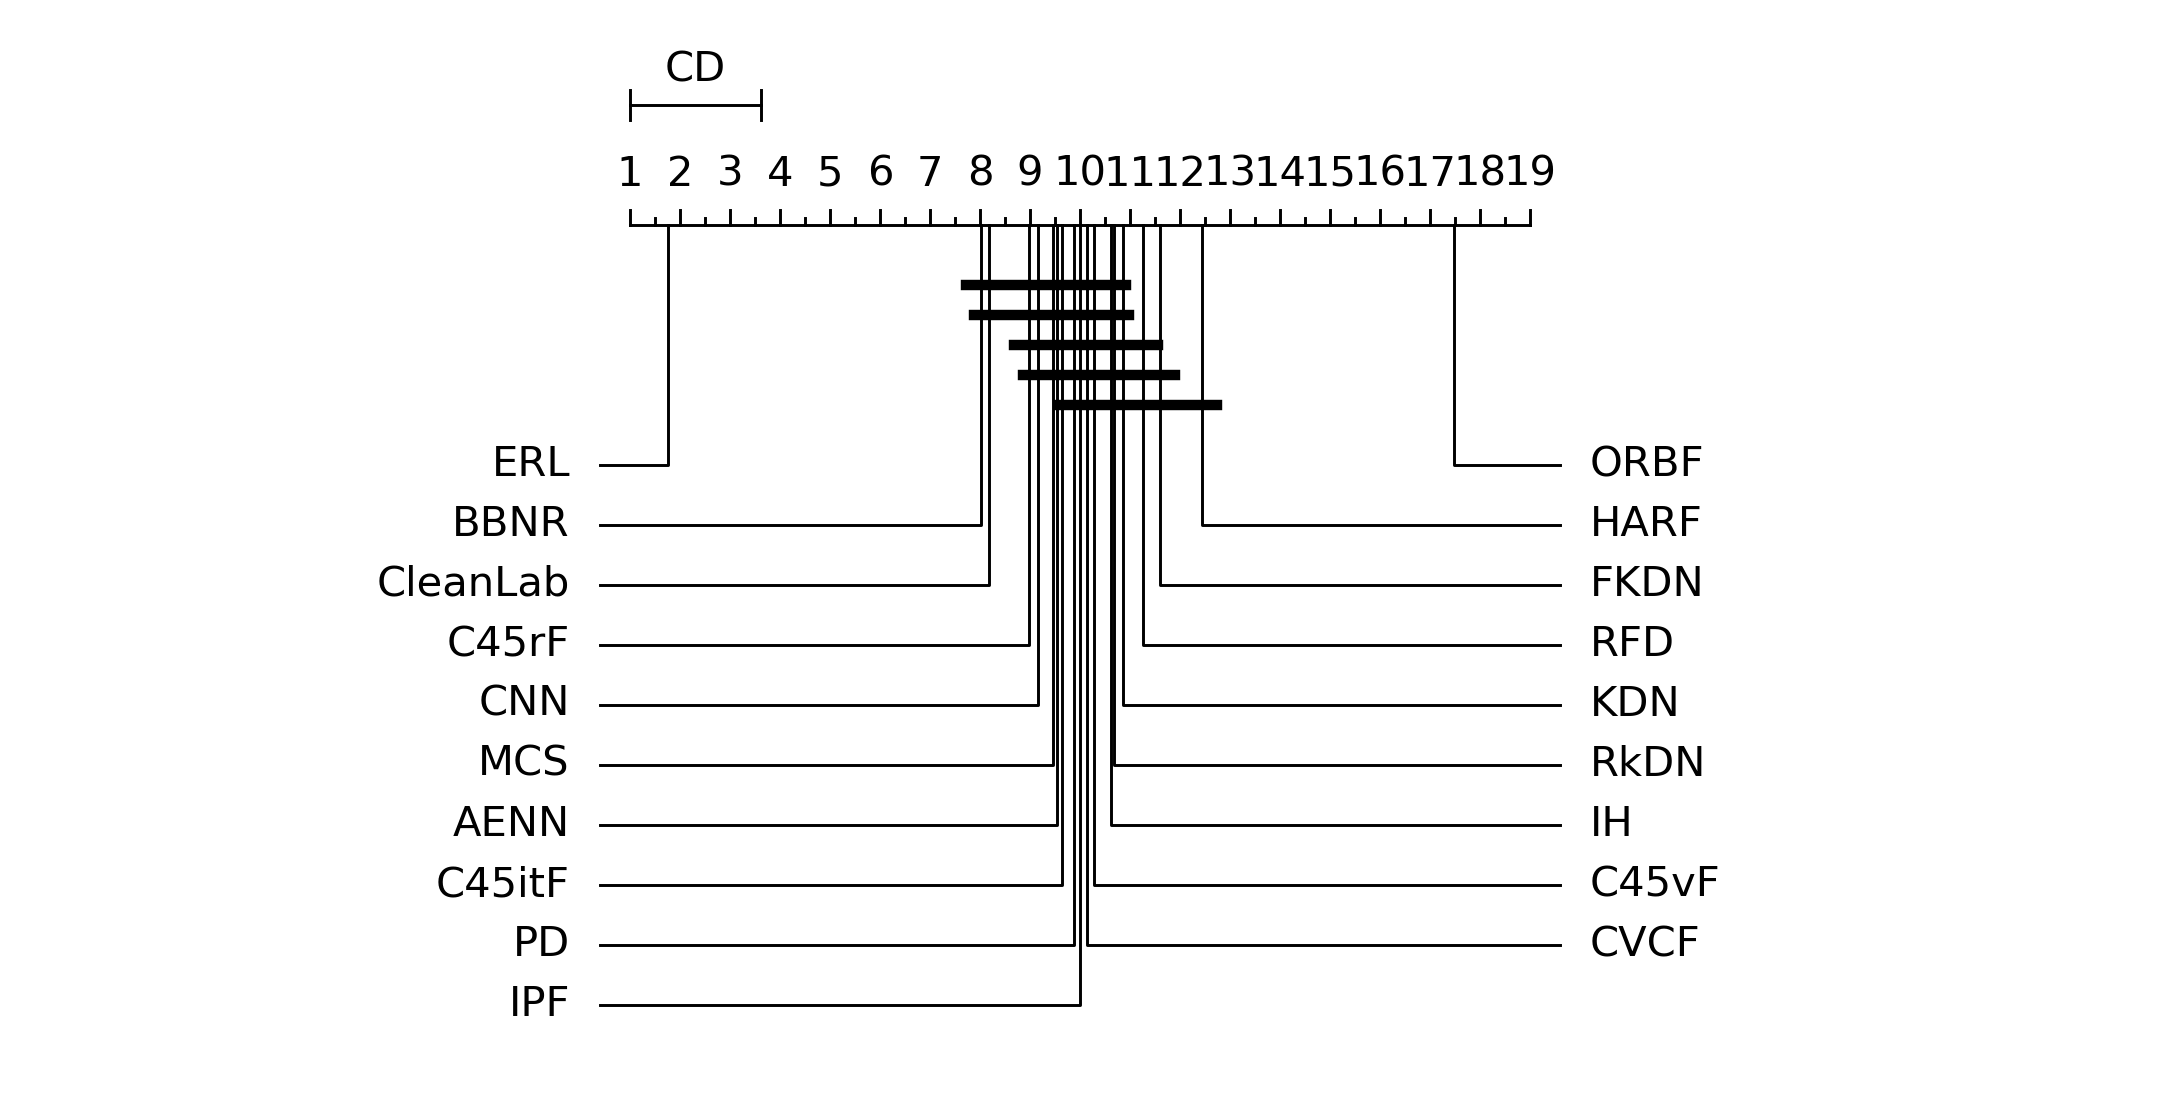 CD
1 2 3 4 5 6 7 8 9 10 11 12 13 14 15 16 17 18 19
ERL
BBNR
CleanLab
C45rF
CNN
MCS
AENN
C45itF
PD
IPF
ORBF
HARF
FKDN
RFD
KDN
RkDN
IH
C45vF
CVCF